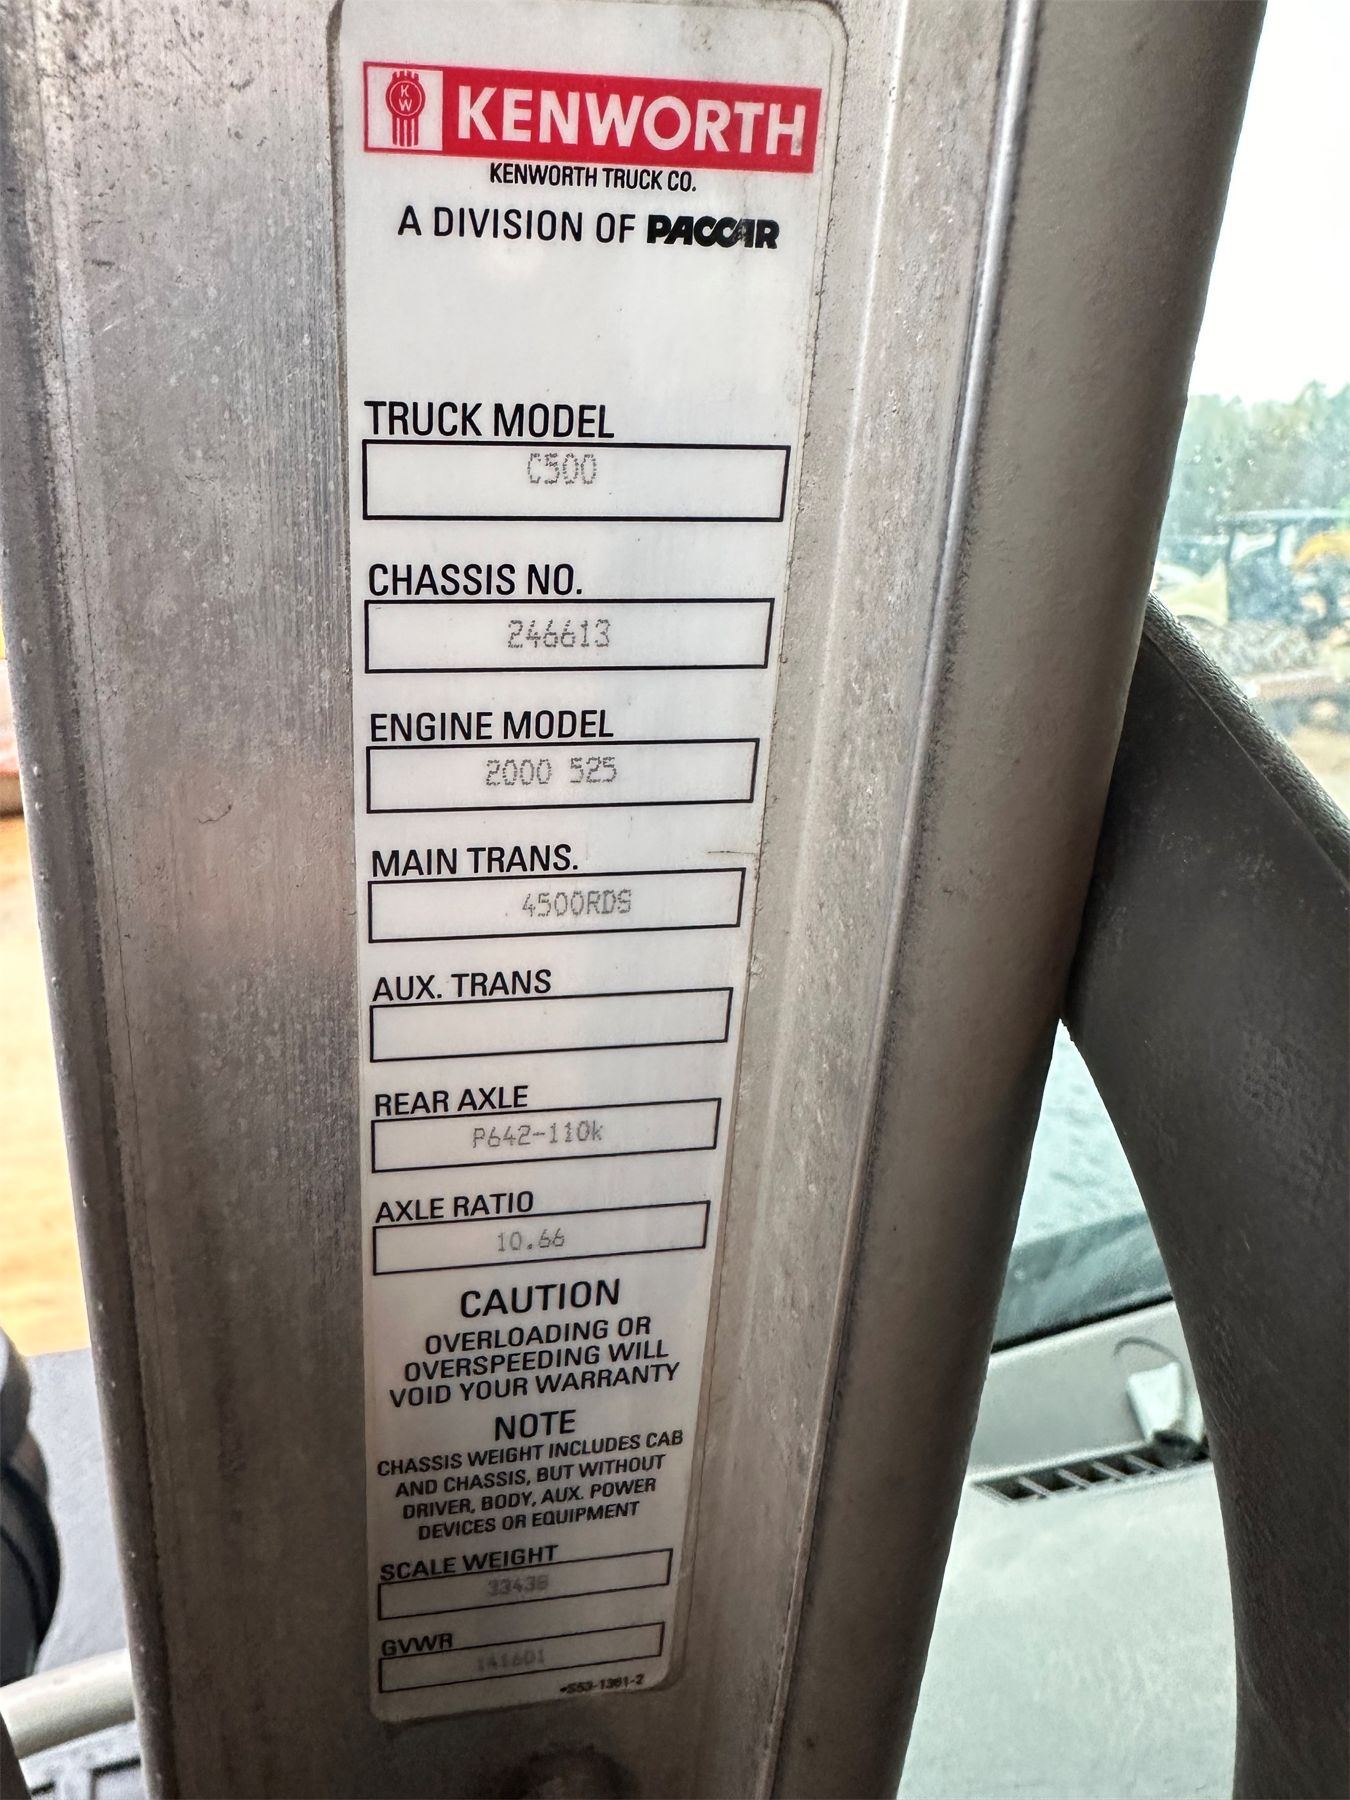 KW KENWORTH
KENWORTH TRUCK CO.
A DIVISION OF PACCAR
TRUCK MODEL
C500
CHASSIS NO.
246613
ENGINE MODEL
2000 525
MAIN TRANS.
4500RDS
AUX. TRANS
REAR AXLE
P642-110k
AXLE RATIO
10.66
CAUTION
OVERLOADING OR
OVERSPEEDING WILL
VOID YOUR WARRANTY
NOTE
CHASSIS WEIGHT INCLUDES CAB
AND CHASSIS, BUT WITHOUT
DRIVER, BODY, AUX. POWER
DEVICES OR EQUIPMENT
SCALE WEIGHT
GVWR
141601